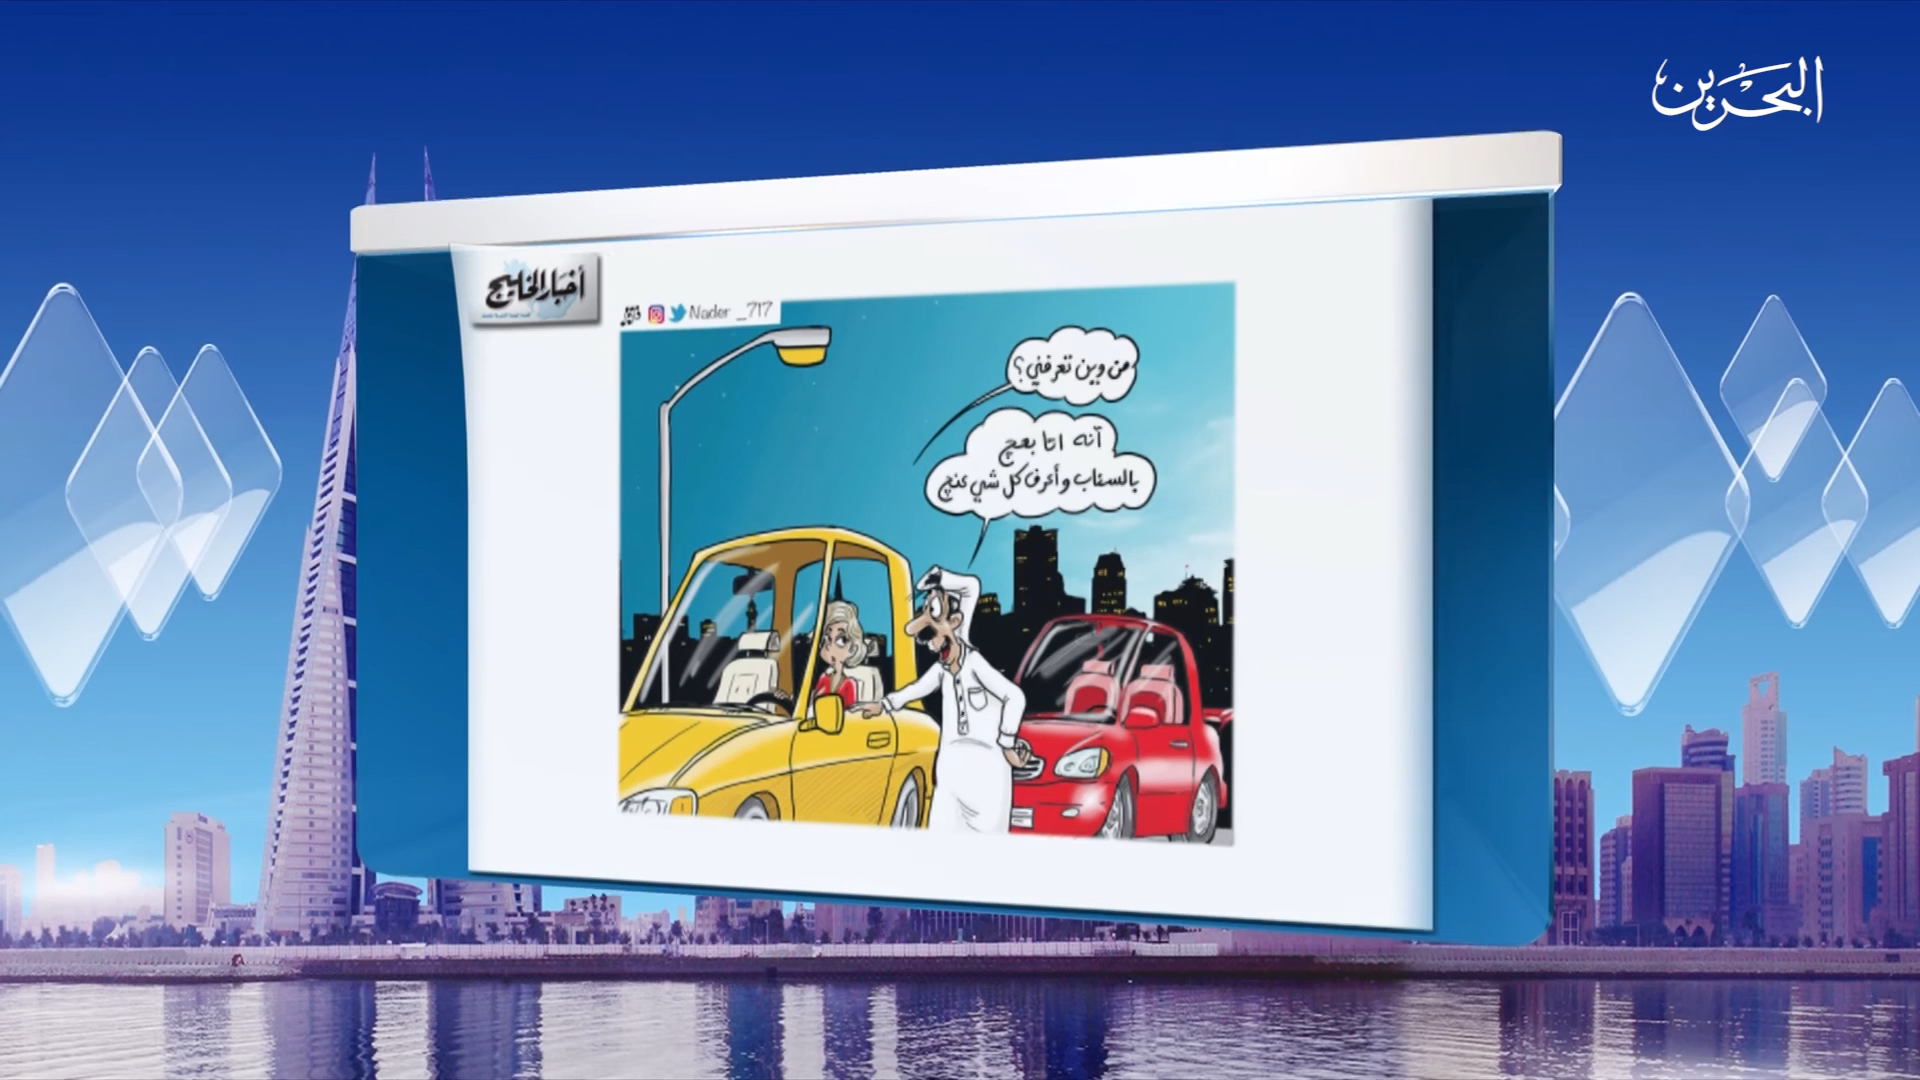 البحرين
أخبار الخليج
Nader _717
من وين تعرفني؟
آنه اتابعج
بالسناب وأعرف كل شي عنج